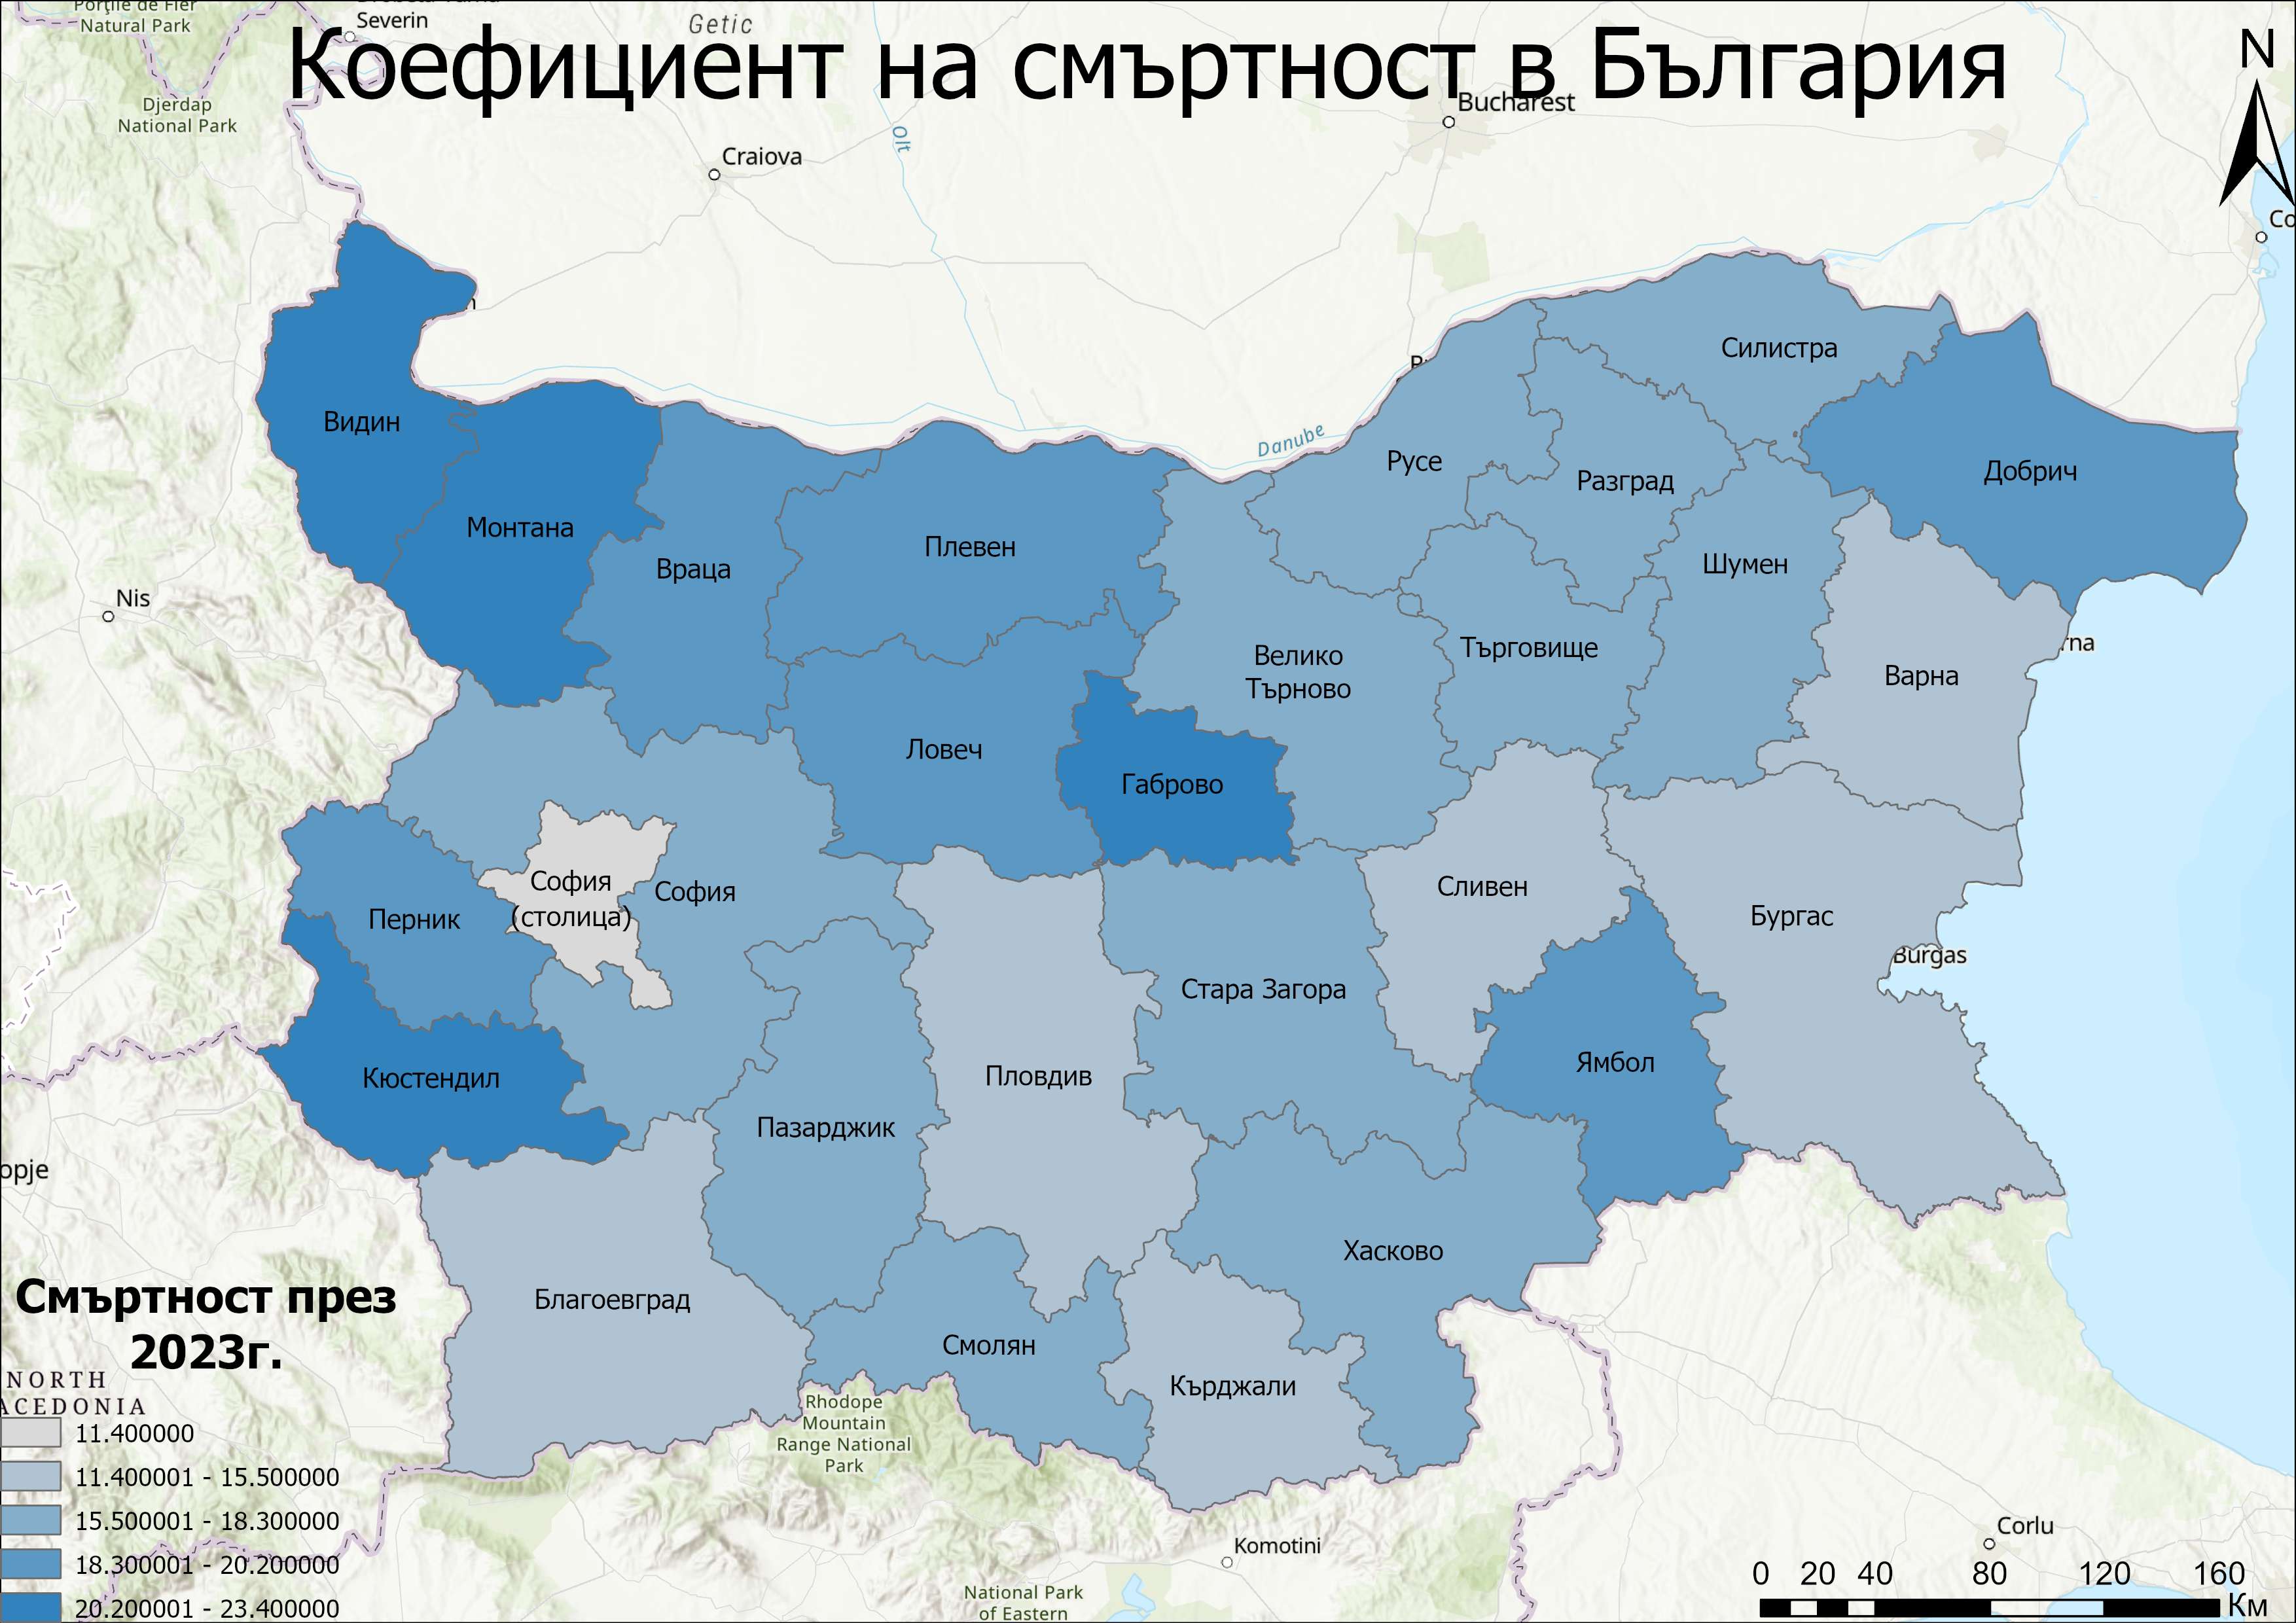 Porțile de Fier
Natural Park
Severin
Getic
Коефициент на смъртност в България
N
Djerdap
National Park
Bucharest
Craiova
Olt
Co
Силистра
Видин
Danube
Русе
Разград
Добрич
Монтана
Плевен
Враца
Шумен
Nis
Търговище
rna
Велико
Търново
Варна
Ловеч
Габрово
София
(столица)
София
Сливен
Перник
Бургас
Burgas
Стара Загора
Ямбол
Кюстендил
Пловдив
Пазарджик
opje
Хасково
Благоевград
Смолян
Кърджали
Смъртност през
2023г.
NORTH
ACEDONIA
11.400000
11.400001 - 15.500000
15.500001 - 18.300000
18.300001 - 20.200000
20.200001 - 23.400000
Rhodope
Mountain
Range National
Park
Komotini
National Park
of Eastern
Corlu
0 20 40 80 120 160
Км